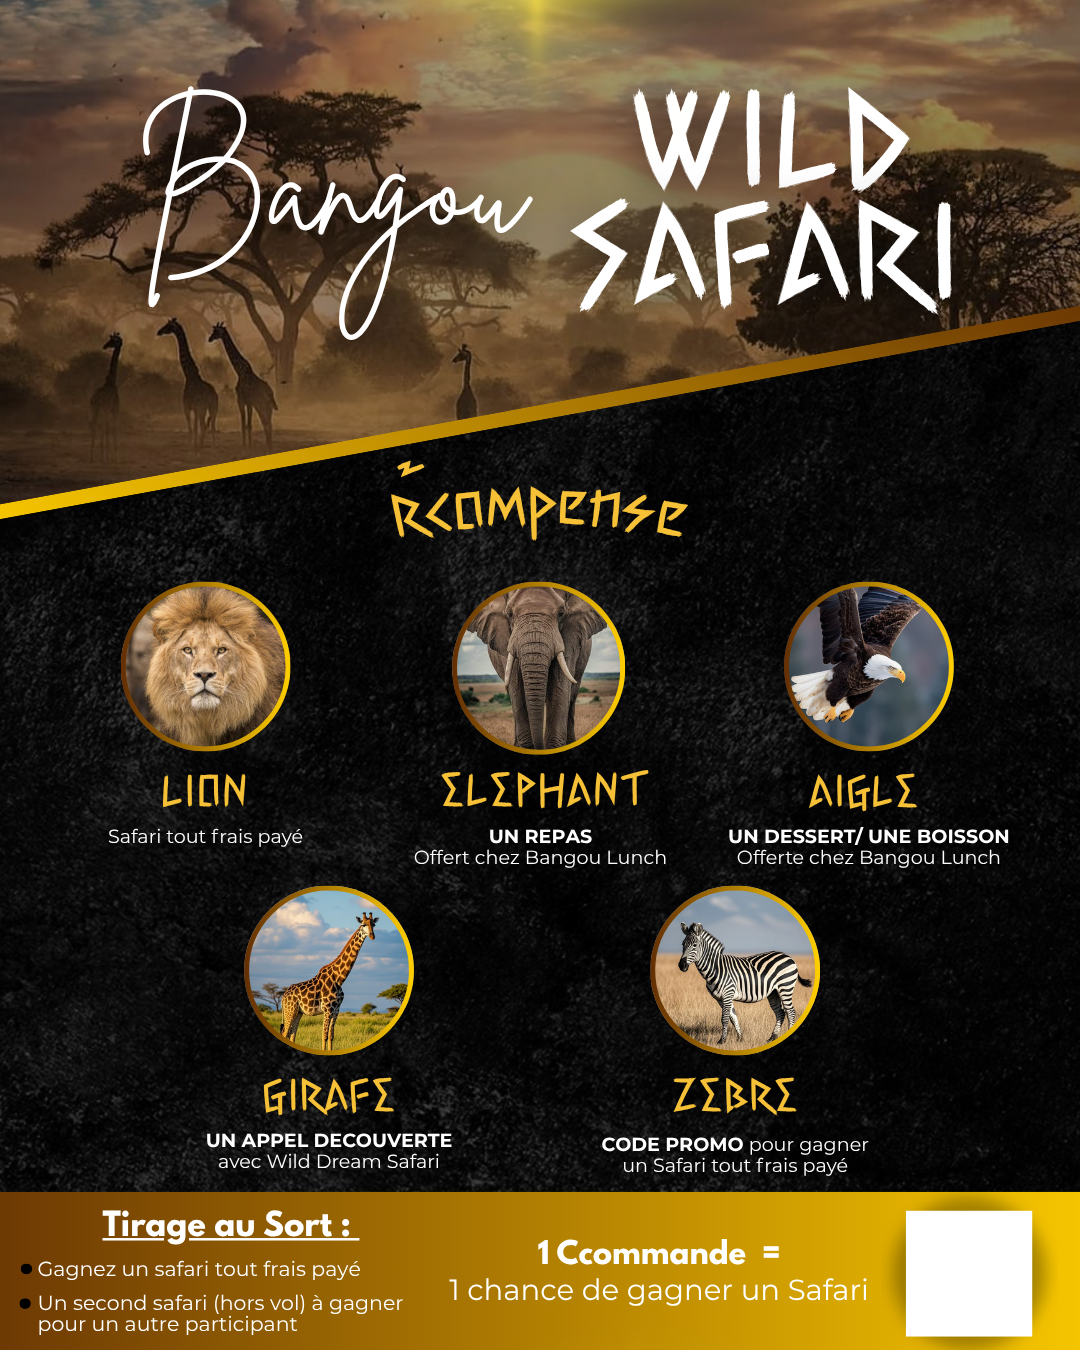 Bangou
WILD
SAFARI
Rcompense
LION
Safari tout frais payé
ELEPHANT
UN REPAS
Offert chez Bangou Lunch
AIGLE
UN DESSERT/ UNE BOISSON
Offerte chez Bangou Lunch
GIRAFE
UN APPEL DECOUVERTE
avec Wild Dream Safari
ZEBRE
CODE PROMO pour gagner
un Safari tout frais payé
Tirage au Sort :
Gagnez un safari tout frais payé
Un second safari (hors vol) à gagner
pour un autre participant
1 Ccommande =
1 chance de gagner un Safari